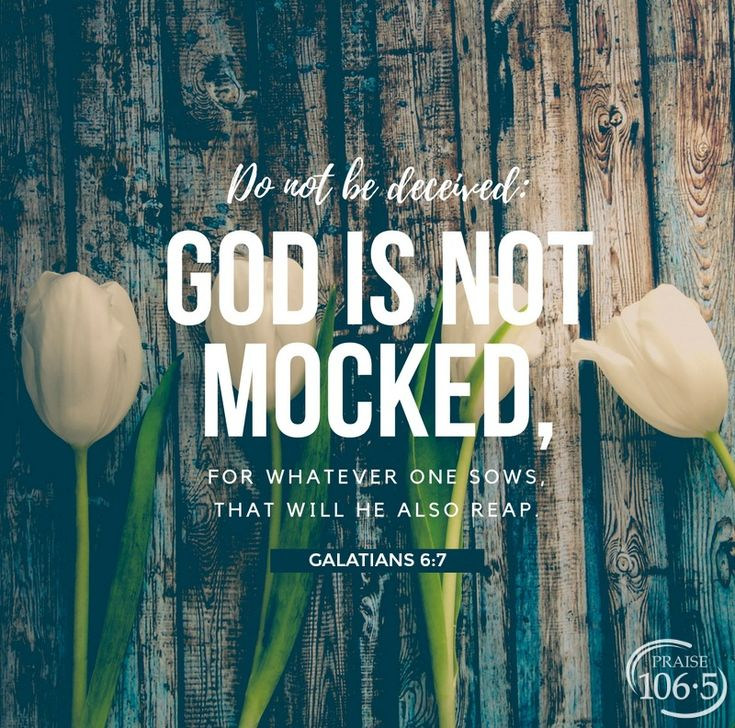 Do not be deceived:
GOD IS NOT
MOCKED,
FOR WHATEVER ONE SOWS,
THAT WILL HE ALSO REAP.
GALATIANS 6:7
PRAISE
106·5